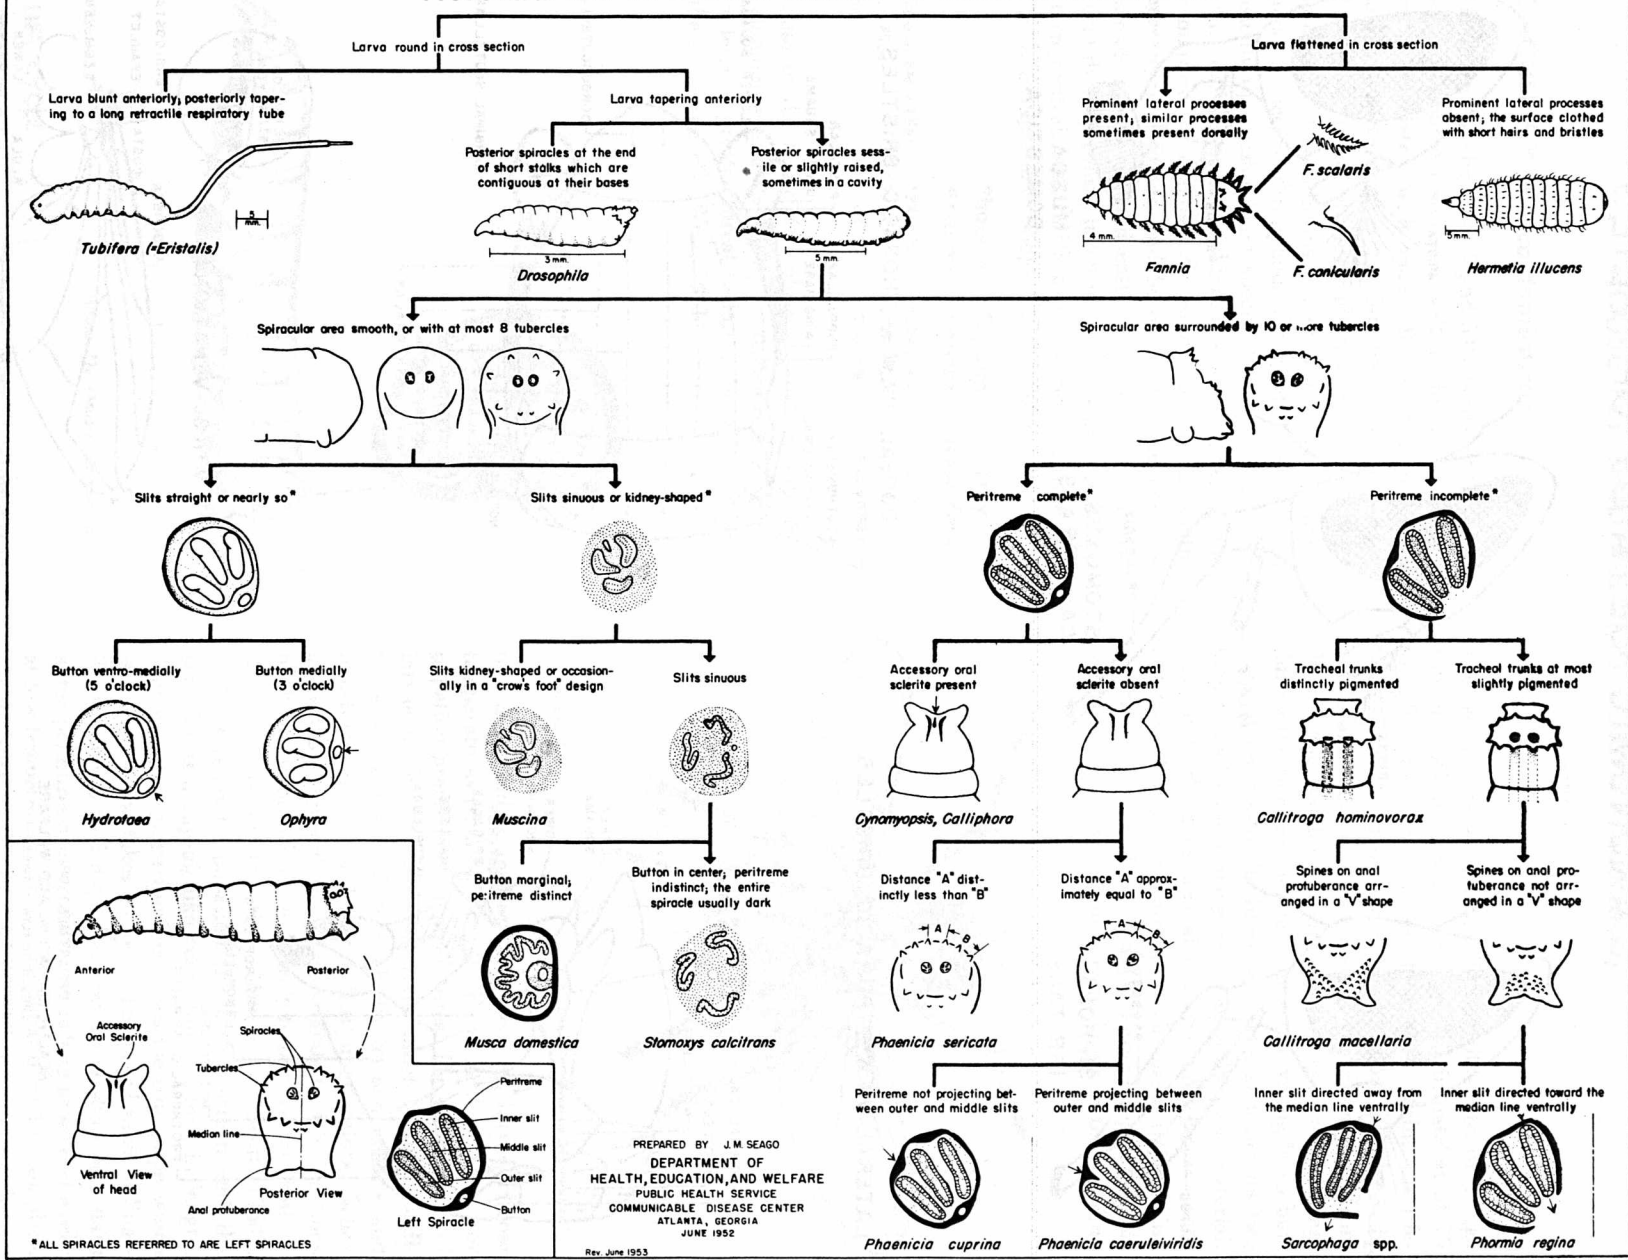 Larva round in cross section
Larva flattened in cross section
Larva blunt anteriorly; posteriorly taper-
ing to a long retractile respiratory tube
Larva tapering anteriorly
Prominent lateral processes
present; similar processes
sometimes present dorsally
Prominent lateral processes
absent; the surface clothed
with short hairs and bristles
Posterior spiracles at the end
of short stalks which are
contiguous at their bases
Posterior spiracles sess-
ile or slightly raised,
sometimes in a cavity
F. scalaris
5
mm.
Tubifera (=Eristalis)
3 mm.
Drosophila
5 mm.
4 mm.
Fannia
F. canicularis
5mm.
Hermetia illucens
Spiracular area smooth, or with at most 8 tubercles
Spiracular area surrounded by 10 or more tubercles
Slits straight or nearly so*
Slits sinuous or kidney-shaped*
Peritreme complete*
Peritreme incomplete*
Button ventro-medially
(5 o'clock)
Button medially
(3 o'clock)
Slits kidney-shaped or occasion-
ally in a "crow's foot" design
Slits sinuous
Accessory oral
sclerite present
Accessory oral
sclerite absent
Tracheal trunks
distinctly pigmented
Tracheal trunks at most
slightly pigmented
Hydrotaea
Ophyra
Muscina
Cynomyopsis, Calliphora
Callitroga hominovorax
Button marginal;
peritreme distinct
Button in center; peritreme
indistinct; the entire
spiracle usually dark
Distance "A" dist-
inctly less than "B"
Distance "A" approx-
imately equal to "B"
Spines on anal
protuberance arr-
anged in a "V" shape
Spines on anal pro-
tuberance not arr-
anged in a "V" shape
A
B
A
B
Musca domestica
Stomoxys calcitrans
Phaenicia sericata
Callitroga macellaria
Peritreme not projecting bet-
ween outer and middle slits
Peritreme projecting between
outer and middle slits
Inner slit directed away from
the median line ventrally
Inner slit directed toward the
median line ventrally
Phaenicia cuprina
Phaenicia caeruleiviridis
Sarcophaga spp.
Phormia regina
Anterior
Posterior
Accessory
Oral Sclerite
Spiracles
Tubercles
Median line
Ventral View
of head
Posterior View
Anal protuberance
Peritreme
Inner slit
Middle slit
Outer slit
Button
Left Spiracle
*ALL SPIRACLES REFERRED TO ARE LEFT SPIRACLES
PREPARED BY J. M. SEAGO
DEPARTMENT OF
HEALTH, EDUCATION, AND WELFARE
PUBLIC HEALTH SERVICE
COMMUNICABLE DISEASE CENTER
ATLANTA, GEORGIA
JUNE 1952
Rev. June 1953